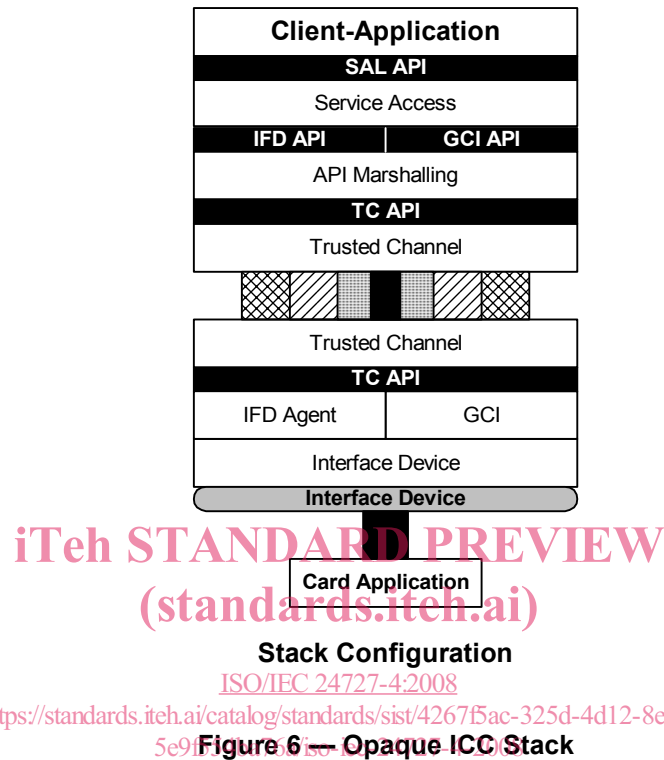 Client-Application
SAL API
Service Access
IFD API GCI API
API Marshalling
TC API
Trusted Channel
Trusted Channel
TC API
IFD Agent GCI
Interface Device
Interface Device
iTeh STANDARD PREVIEW
Card Application
(standards.iteh.ai)
Stack Configuration
ISO/IEC 24727-4:2008
tps://standards.iteh.ai/catalog/standards/sist/4267f5ac-325d-4d12-8e
Figure 6 — Opaque ICC Stack